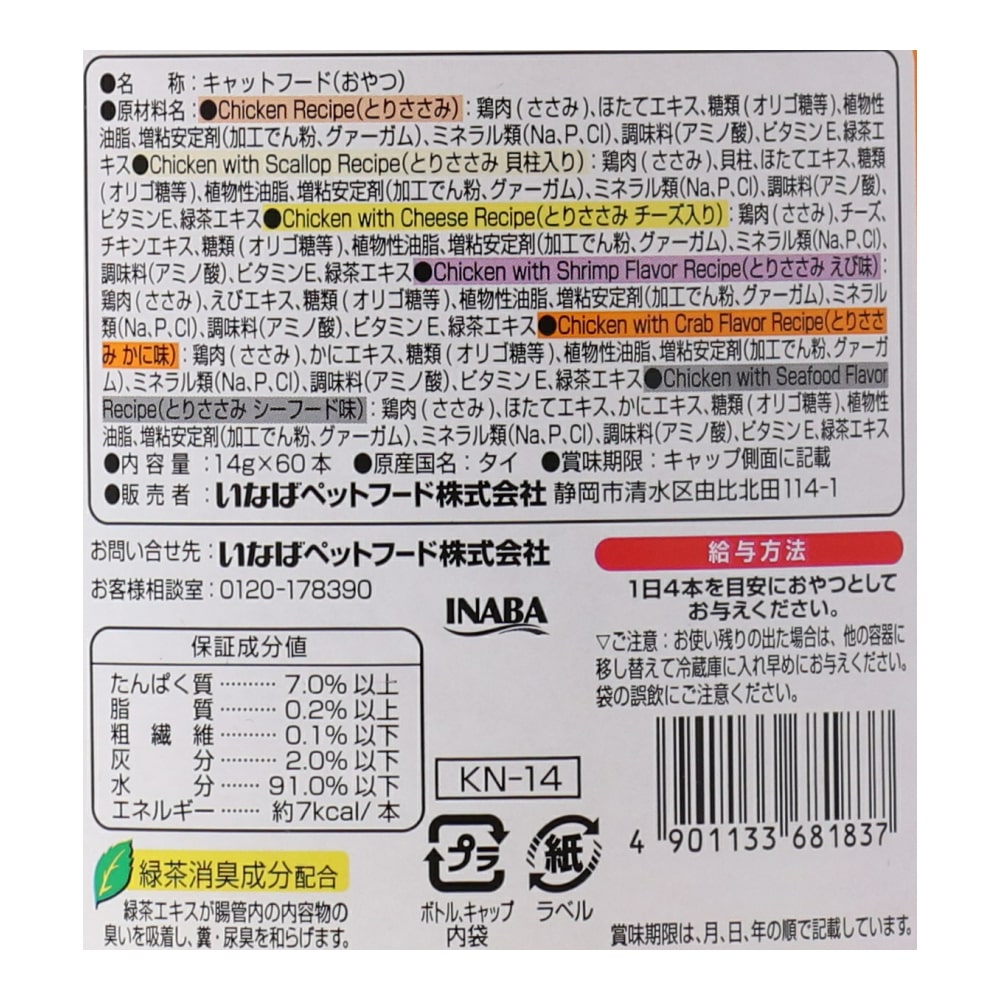 ●名　称：キャットフード(おやつ)
●原材料名：●Chicken Recipe(とりささみ)：鶏肉(ささみ)、ほたてエキス、糖類(オリゴ糖等)、植物性
油脂、増粘安定剤(加工でん粉、グァーガム)、ミネラル類(Na、P、Cl)、調味料(アミノ酸)、ビタミンE、緑茶エ
キス●Chicken with Scallop Recipe(とりささみ 貝柱入り)：鶏肉(ささみ)、貝柱、ほたてエキス、糖類
(オリゴ糖等)、植物性油脂、増粘安定剤(加工でん粉、グァーガム)、ミネラル類(Na、P、Cl)、調味料(アミノ酸)、
ビタミンE、緑茶エキス●Chicken with Cheese Recipe(とりささみ チーズ入り)：鶏肉(ささみ)、チーズ、
チキンエキス、糖類(オリゴ糖等)、植物性油脂、増粘安定剤(加工でん粉、グァーガム)、ミネラル類(Na、P、Cl)、
調味料(アミノ酸)、ビタミンE、緑茶エキス●Chicken with Shrimp Flavor Recipe(とりささみ えび味)：
鶏肉(ささみ)、えびエキス、糖類(オリゴ糖等)、植物性油脂、増粘安定剤(加工でん粉、グァーガム)、ミネラル
類(Na、P、Cl)、調味料(アミノ酸)、ビタミンE、緑茶エキス●Chicken with Crab Flavor Recipe(とりささ
み かに味)：鶏肉(ささみ)、かにエキス、糖類(オリゴ糖等)、植物性油脂、増粘安定剤(加工でん粉、グァーガ
ム)、ミネラル類(Na、P、Cl)、調味料(アミノ酸)、ビタミンE、緑茶エキス●Chicken with Seafood Flavor
Recipe(とりささみ シーフード味)：鶏肉(ささみ)、ほたてエキス、かにエキス、糖類(オリゴ糖等)、植物性
油脂、増粘安定剤(加工でん粉、グァーガム)、ミネラル類(Na、P、Cl)、調味料(アミノ酸)、ビタミンE、緑茶エキス
●内容量：14g×60本　●原産国名：タイ　●賞味期限：キャップ側面に記載
●販売者：いなばペットフード株式会社 静岡市清水区由比北田114-1
お問い合せ先：いなばペットフード株式会社
お客様相談室：0120-178390
INABA
給与方法
1日4本を目安におやつとして
お与えください。
▽ご注意：お使い残りの出た場合は、他の容器に
移し替えて冷蔵庫に入れ早めにお与えください。
袋の誤飲にご注意ください。
保証成分値
たんぱく質………7.0%以上
脂　質………0.2%以上
粗繊維………0.1%以下
灰　分………2.0%以下
水　分………91.0%以下
エネルギー……約7kcal/本
KN-14
4 901133 681837
緑茶消臭成分配合
緑茶エキスが腸管内の内容物の
臭いを吸着し、糞・尿臭を和らげます。
プラ
ボトル、キャップ
内袋
紙
ラベル
賞味期限は、月、日、年の順で記載しています。